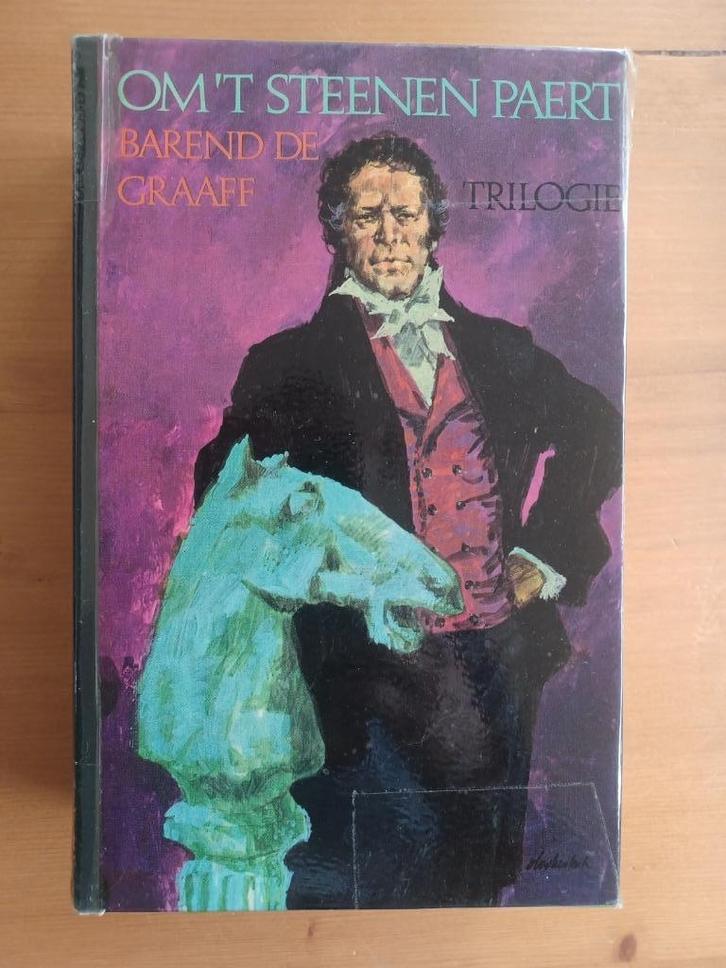 OM'T STEENEN PAERT
BAREND DE
GRAAFF
TRILOGIE